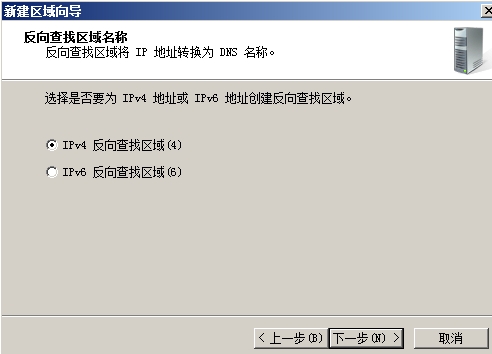 新建区域向导
反向查找区域名称
反向查找区域将 IP 地址转换为 DNS 名称。
选择是否要为 IPv4 地址或 IPv6 地址创建反向查找区域。
IPv4 反向查找区域(4)
IPv6 反向查找区域(6)
< 上一步(B) 下一步(N) > 取消